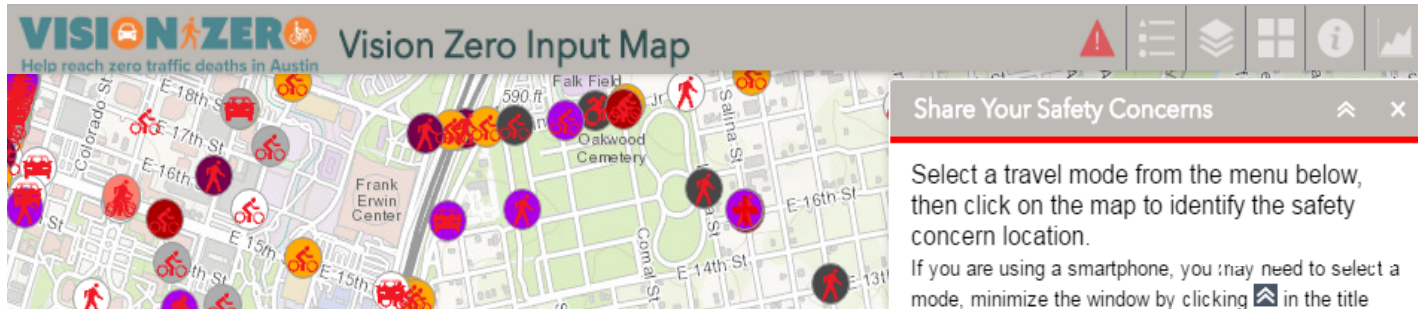 VISION ZERO
Help reach zero traffic deaths in Austin
Vision Zero Input Map
Share Your Safety Concerns
Select a travel mode from the menu below,
then click on the map to identify the safety
concern location.
If you are using a smartphone, you may need to select a
mode, minimize the window by clicking in the title
Colorado St
E-18th S
E-17th St
E-16th
E 15th
E-15th
th St
St
590 ft
Falk Field
Jr
Oakwood
Cemetery
Frank
Erwin
Center
Salina St
E-16th St
Comal St
E 14th St
E-13t